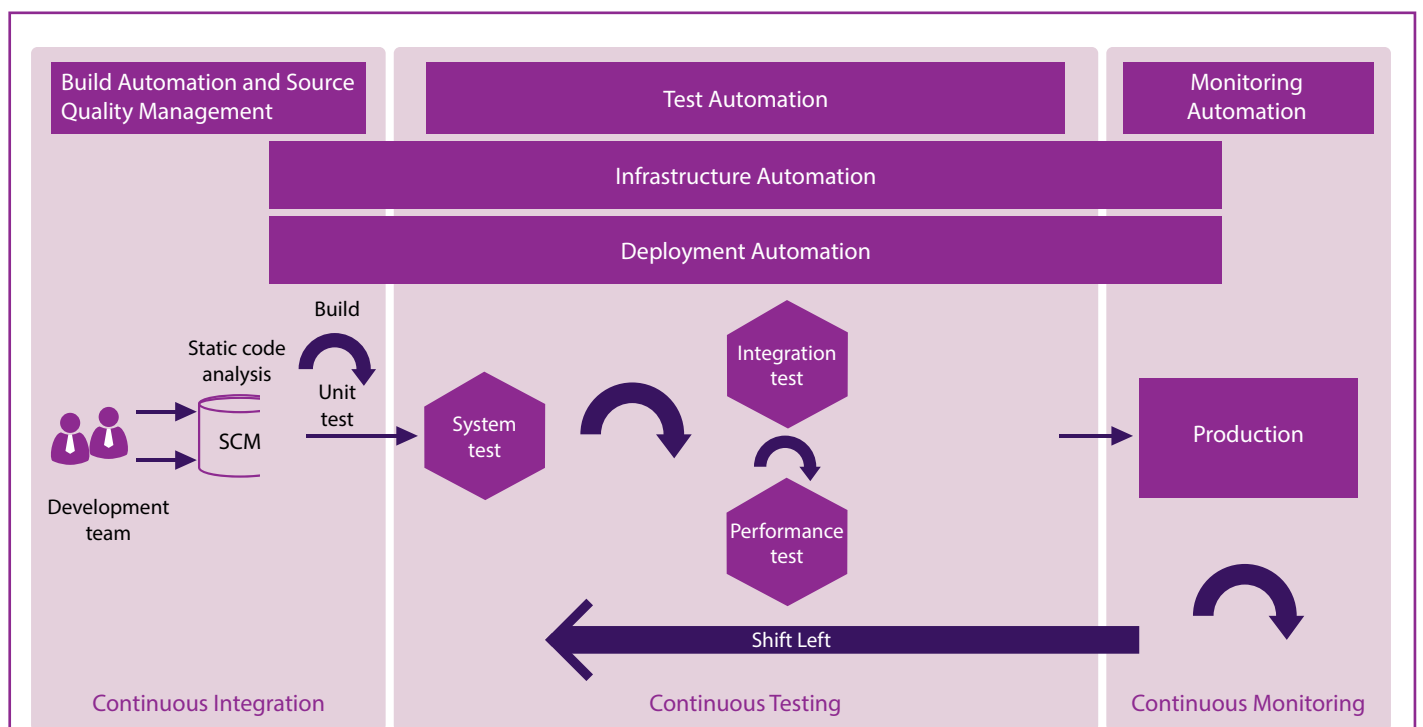 Build Automation and Source
Quality Management
Test Automation
Monitoring
Automation
Infrastructure Automation
Deployment Automation
Build
Static code
analysis
Unit
test
SCM
Development
team
System
test
Integration
test
Performance
test
Production
Shift Left
Continuous Integration
Continuous Testing
Continuous Monitoring